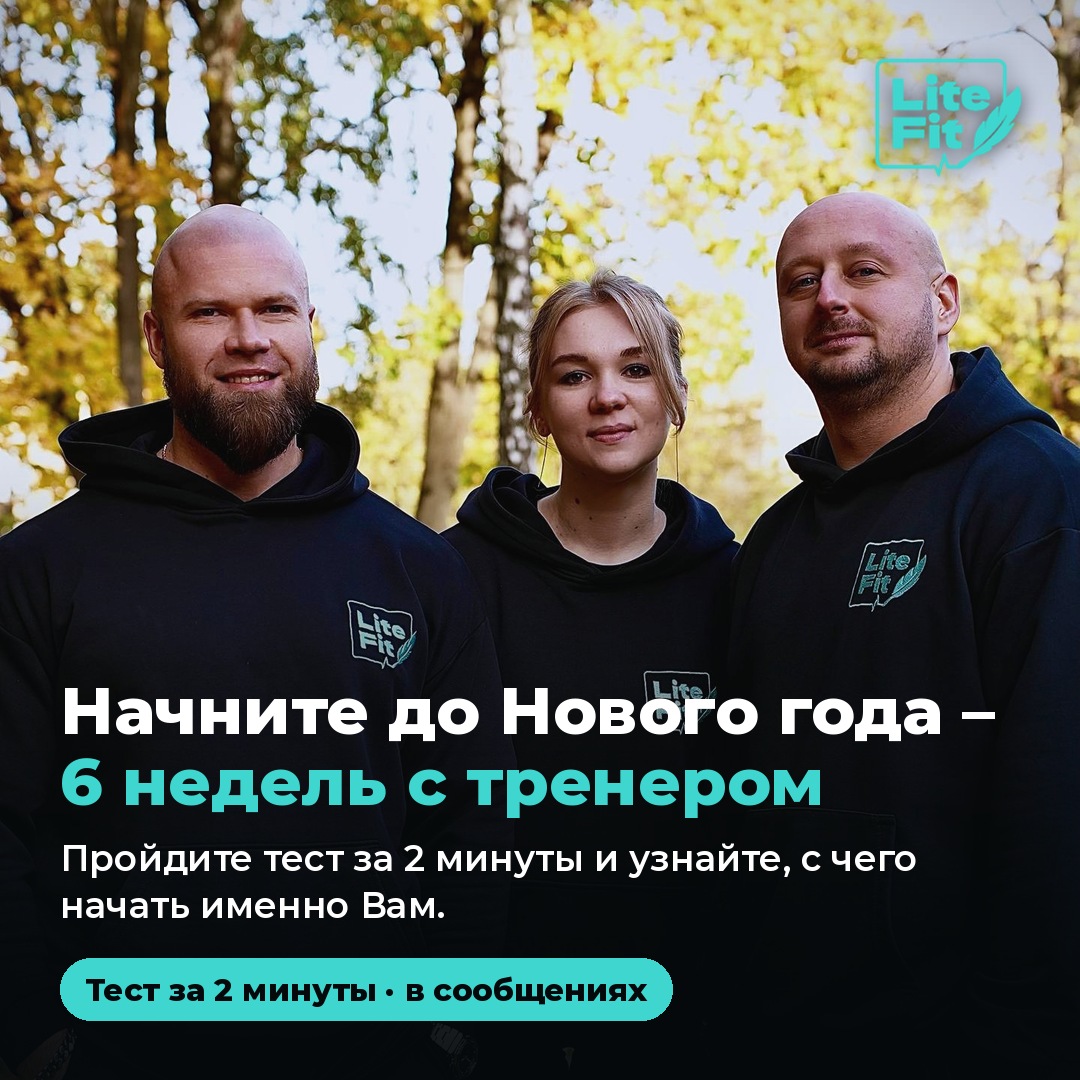 Lite
Fit
Lite
Fit
Lite
Fit
Lite
Начните до Нового года –
6 недель с тренером
Пройдите тест за 2 минуты и узнайте, с чего
начать именно Вам.
Тест за 2 минуты · в сообщениях